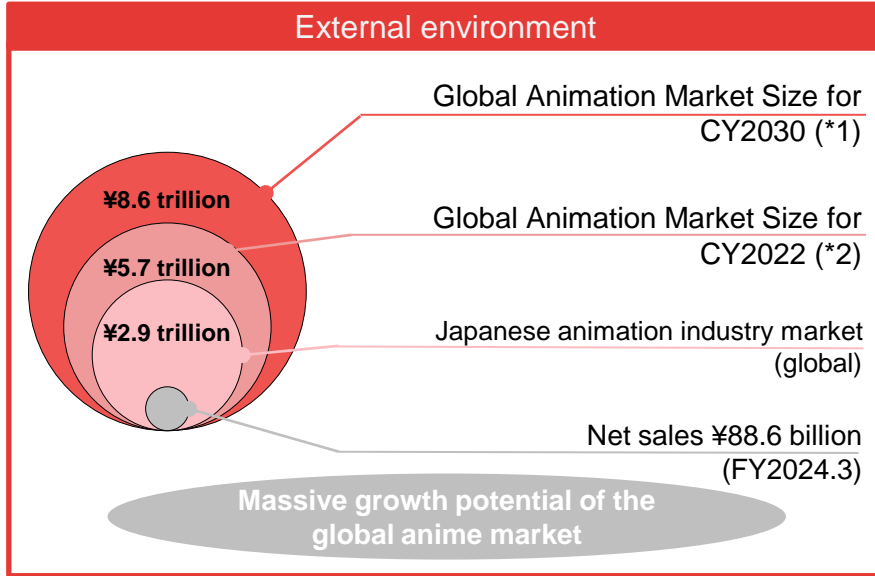 External environment
Global Animation Market Size for
CY2030 (*1)
¥8.6 trillion
Global Animation Market Size for
CY2022 (*2)
¥5.7 trillion
¥2.9 trillion
Japanese animation industry market
(global)
Net sales ¥88.6 billion
(FY2024.3)
Massive growth potential of the
global anime market